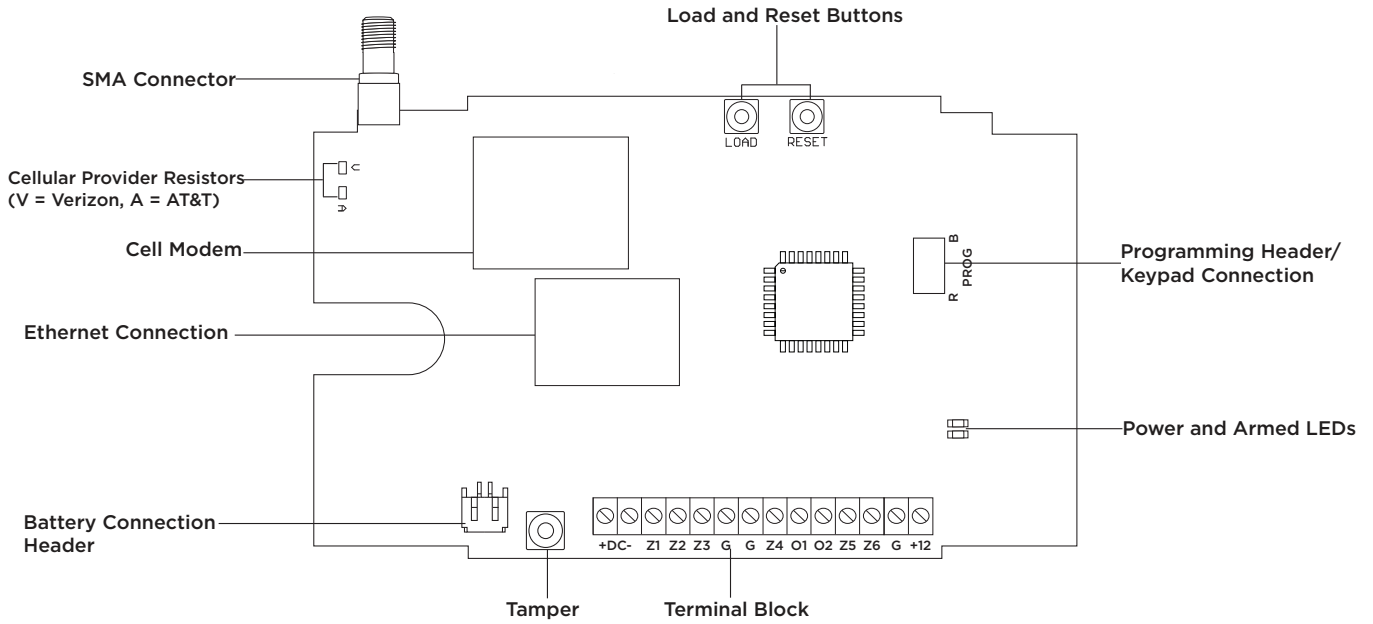 Load and Reset Buttons
SMA Connector
LOAD RESET
Cellular Provider Resistors
(V = Verizon, A = AT&T)
V
A
Cell Modem
B
PROG
R
Programming Header/
Keypad Connection
Ethernet Connection
Power and Armed LEDs
Battery Connection
Header
+DC- Z1 Z2 Z3 G G Z4 O1 O2 Z5 Z6 G +12
Tamper
Terminal Block